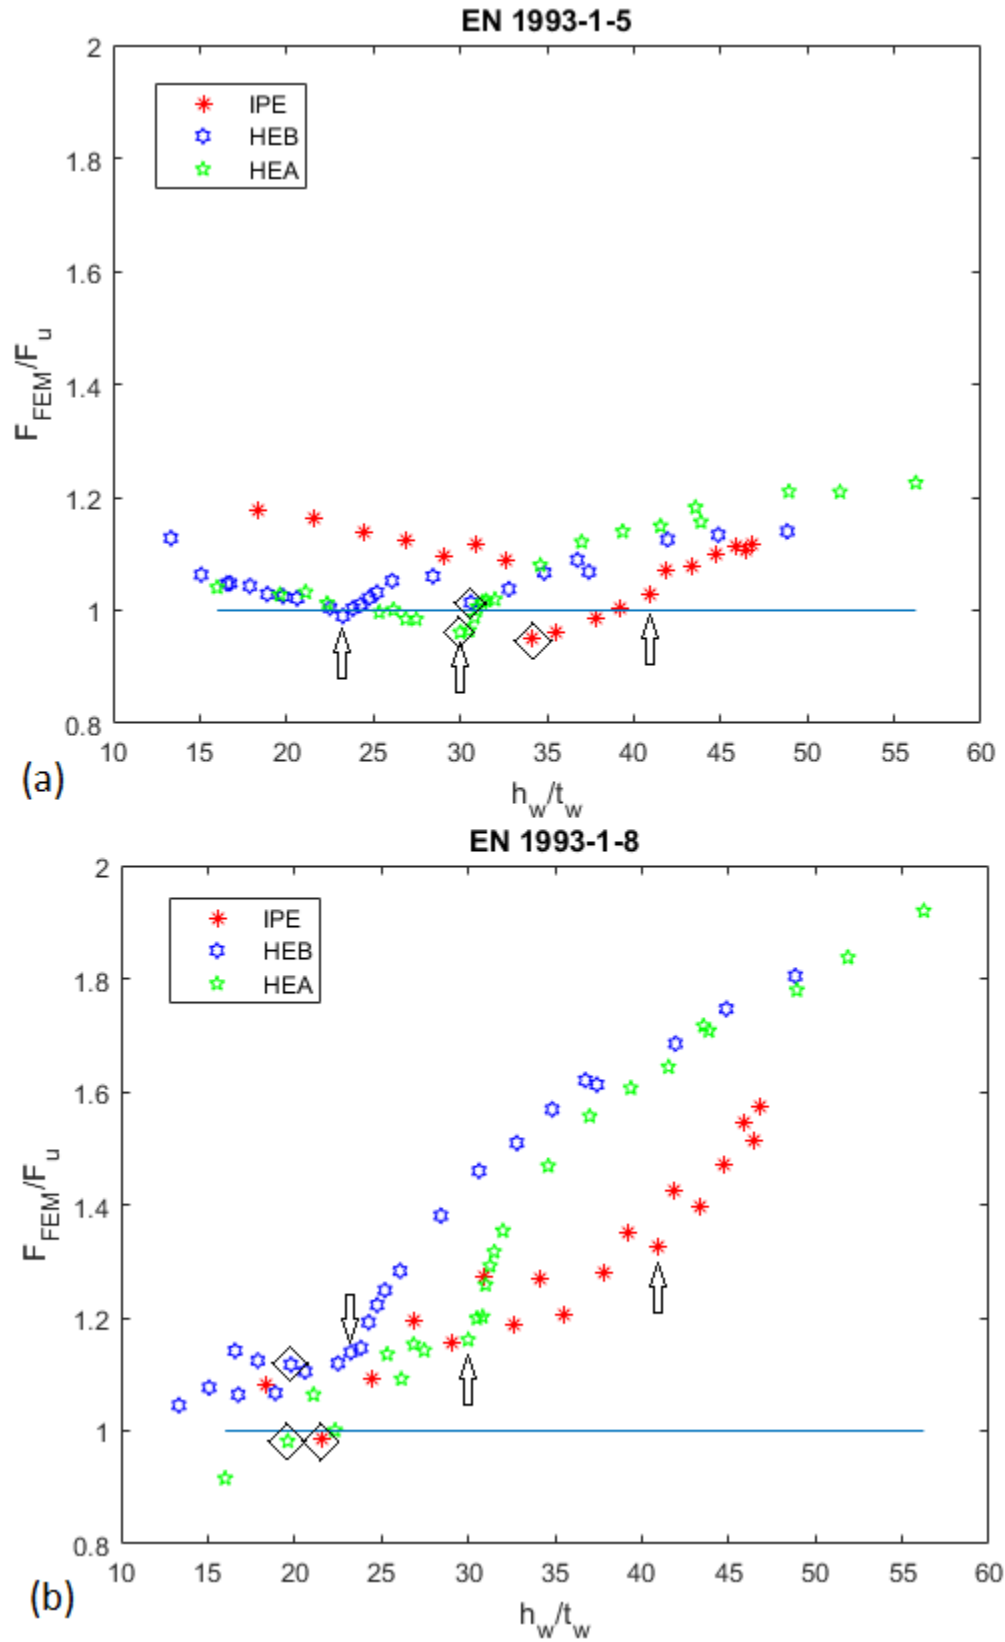 EN 1993-1-5
2
1.8
1.6
1.4
1.2
1
0.8
F_FEM/F_u
IPE
HEB
HEA
10 15 20 25 30 35 40 45 50 55 60
h_w/t_w
(a)
EN 1993-1-8
2
1.8
1.6
1.4
1.2
1
0.8
F_FEM/F_u
IPE
HEB
HEA
10 15 20 25 30 35 40 45 50 55 60
h_w/t_w
(b)